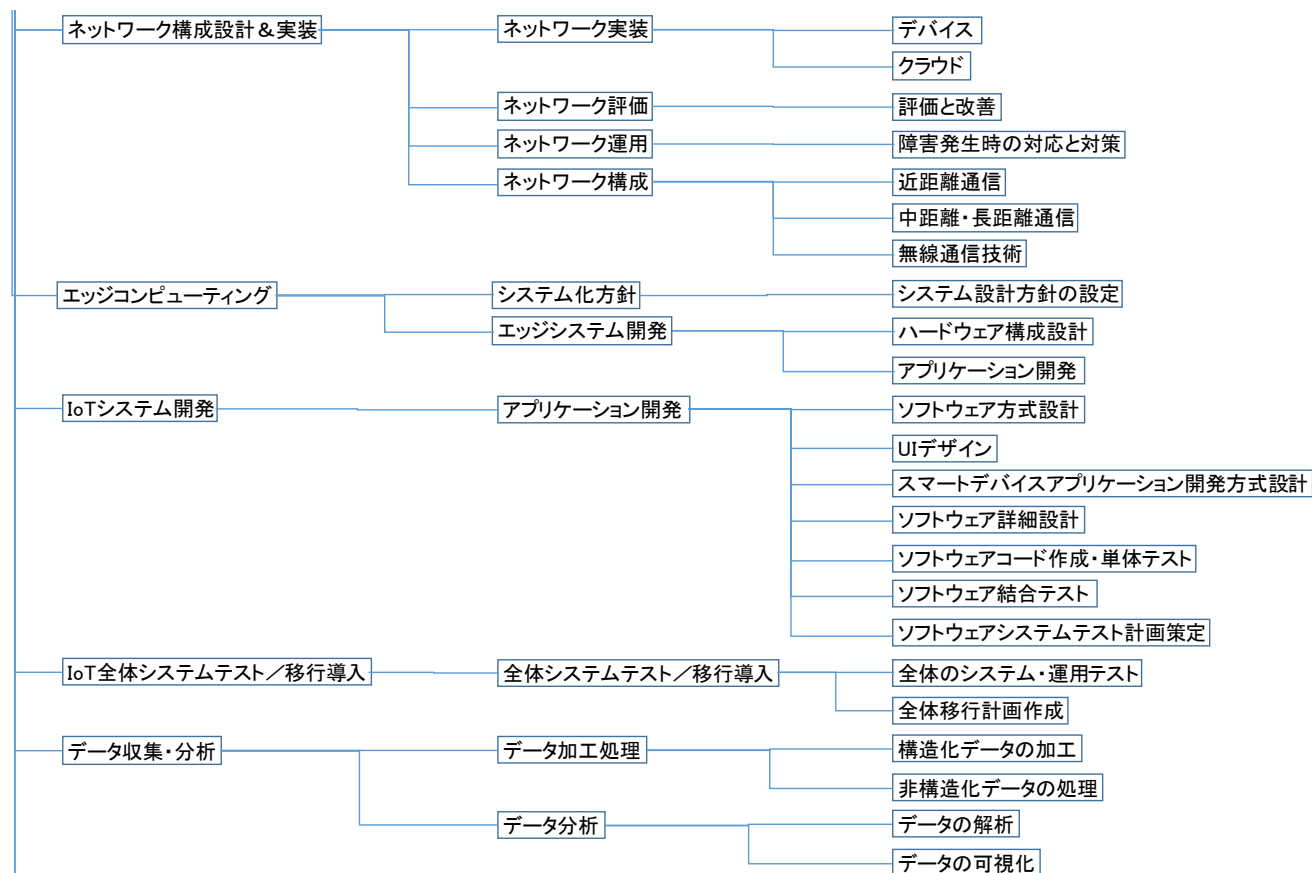 ネットワーク構成設計＆実装
ネットワーク実装
デバイス
クラウド
ネットワーク評価
評価と改善
ネットワーク運用
障害発生時の対応と対策
ネットワーク構成
近距離通信
中距離・長距離通信
無線通信技術
エッジコンピューティング
システム化方針
システム設計方針の設定
エッジシステム開発
ハードウェア構成設計
アプリケーション開発
IoTシステム開発
アプリケーション開発
ソフトウェア方式設計
UIデザイン
スマートデバイスアプリケーション開発方式設計
ソフトウェア詳細設計
ソフトウェアコード作成・単体テスト
ソフトウェア結合テスト
ソフトウェアシステムテスト計画策定
IoT全体システムテスト／移行導入
全体システムテスト／移行導入
全体のシステム・運用テスト
全体移行計画作成
データ収集・分析
データ加工処理
構造化データの加工
非構造化データの処理
データ分析
データの解析
データの可視化